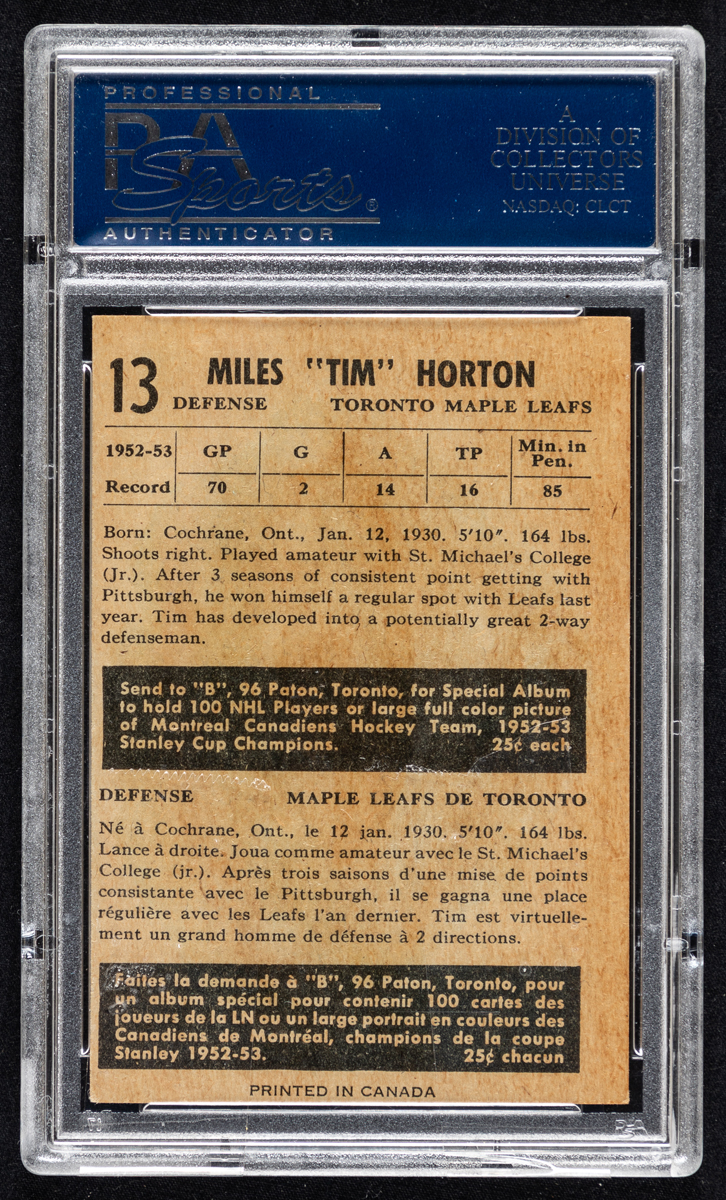 PROFESSIONAL
PSA
Sports®
AUTHENTICATOR
A
DIVISION OF
COLLECTORS
UNIVERSE
NASDAQ: CLCT
13 MILES "TIM" HORTON
DEFENSE TORONTO MAPLE LEAFS
1952-53 GP G A TP Min. in Pen.
Record 70 2 14 16 85
Born: Cochrane, Ont., Jan. 12, 1930. 5'10". 164 lbs.
Shoots right. Played amateur with St. Michael's College
(Jr.). After 3 seasons of consistent point getting with
Pittsburgh, he won himself a regular spot with Leafs last
year. Tim has developed into a potentially great 2-way
defenseman.
Send to "B", 96 Paton, Toronto, for Special Album
to hold 100 NHL Players or large full color picture
of Montreal Canadiens Hockey Team, 1952-53
Stanley Cup Champions. 25¢ each
DEFENSE MAPLE LEAFS DE TORONTO
Né à Cochrane, Ont., le 12 jan. 1930. 5'10". 164 lbs.
Lance à droite. Joua comme amateur avec le St. Michael's
College (jr.). Après trois saisons d'une mise de points
consistante avec le Pittsburgh, il se gagna une place
régulière avec les Leafs l'an dernier. Tim est virtuelle-
ment un grand homme de défense à 2 directions.
Faites la demande à "B", 96 Paton, Toronto, pour
un album spécial pour contenir 100 cartes des
joueurs de la LN ou un large portrait en couleurs des
Canadiens de Montréal, champions de la coupe
Stanley 1952-53. 25¢ chacun
PRINTED IN CANADA
PSA